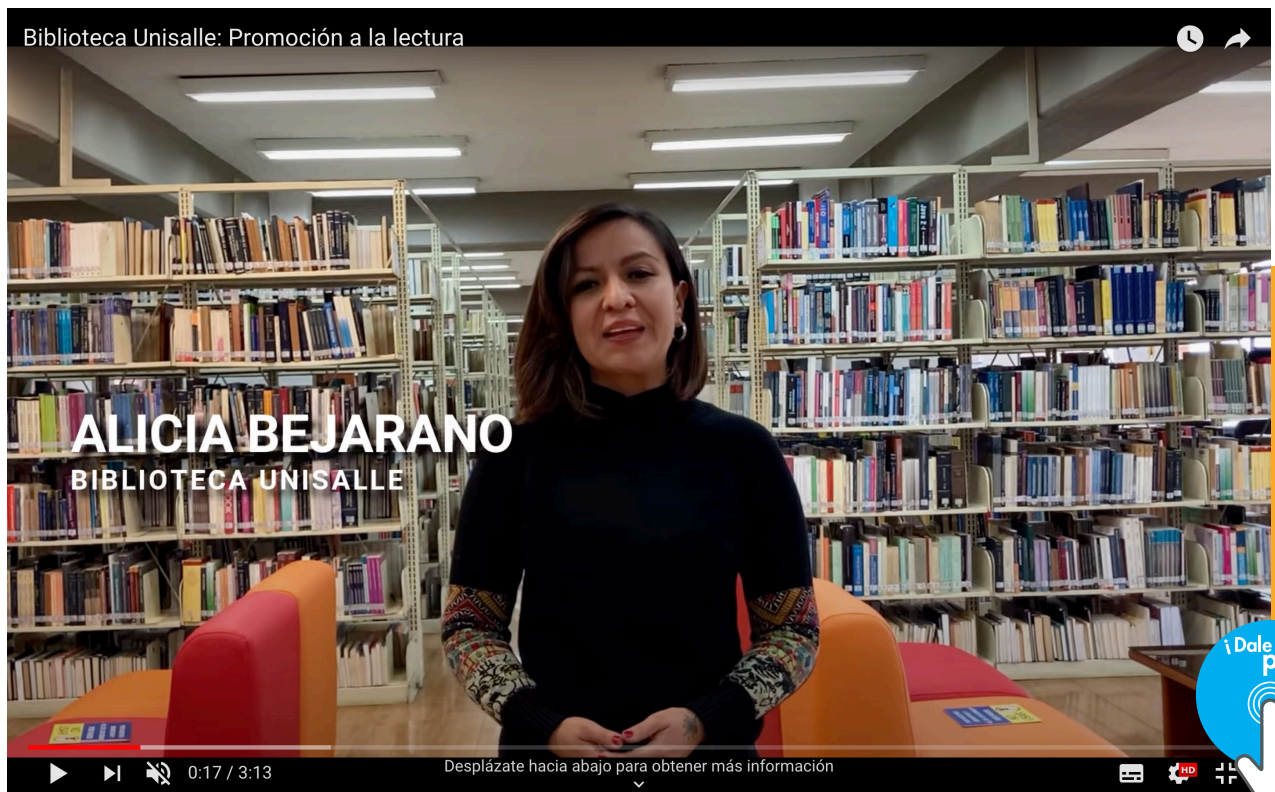 Biblioteca Unisalle: Promoción a la lectura
ALICIA BEJARANO
BIBLIOTECA UNISALLE
¡Dale
p
0:17 / 3:13
Desplázate hacia abajo para obtener más información
HD